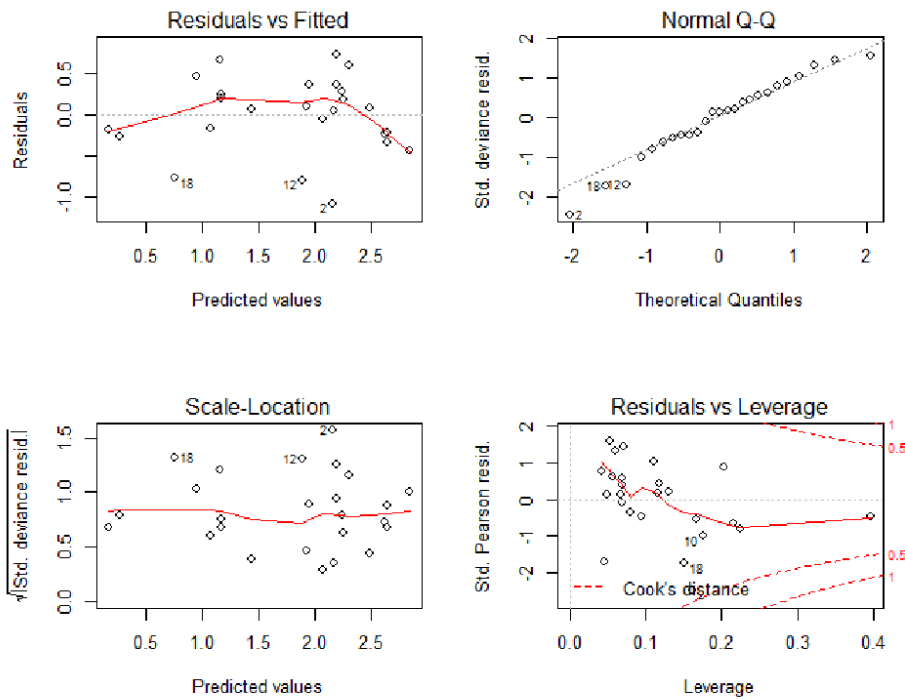 Residuals vs Fitted
Residuals
0.5
0.0
-1.0
18
12
2
0.5 1.0 1.5 2.0 2.5
Predicted values
Normal Q-Q
Std. deviance resid.
2
1
0
-1
-2
18
12
2
-2 -1 0 1 2
Theoretical Quantiles
Scale-Location
√|Std. deviance resid.|
1.5
1.0
0.5
0.0
18
12
2
0.5 1.0 1.5 2.0 2.5
Predicted values
Residuals vs Leverage
Std. Pearson resid.
2
1
0
-1
-2
1
0.5
0.5
1
10
18
2
Cook's distance
0.0 0.1 0.2 0.3 0.4
Leverage